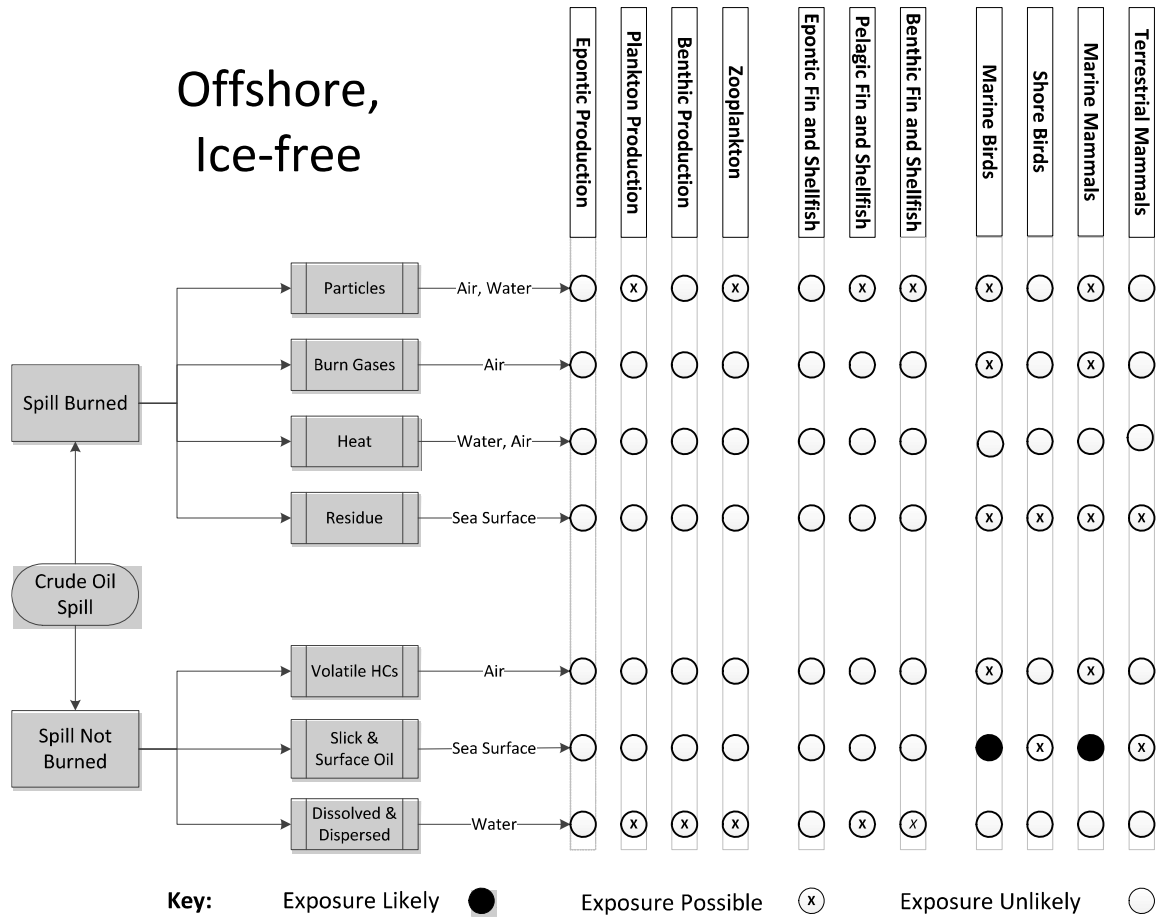 Offshore,
Ice-free
Epontic Production
Plankton Production
Benthic Production
Zooplankton
Epontic Fin and Shellfish
Pelagic Fin and Shellfish
Benthic Fin and Shellfish
Marine Birds
Shore Birds
Marine Mammals
Terrestrial Mammals
Particles Air, Water X X X X X X
Spill Burned
Burn Gases Air X X
Heat Water, Air
Residue Sea Surface X X X X
Crude Oil
Spill
Volatile HCs Air X X
Spill Not
Burned
Slick &
Surface Oil
Sea Surface X X
Dissolved &
Dispersed
Water X X X X X
Key: Exposure Likely Exposure Possible X Exposure Unlikely